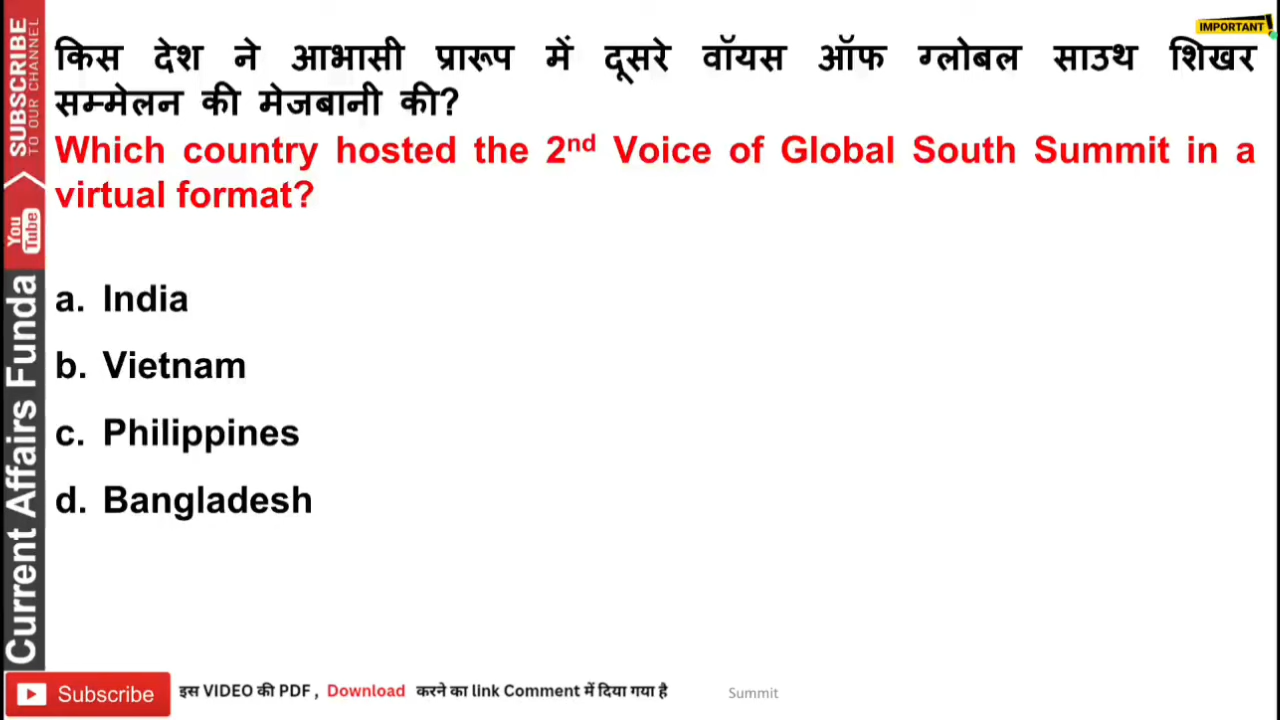 IMPORTANT
किस देश ने आभासी प्रारूप में दूसरे वॉयस ऑफ ग्लोबल साउथ शिखर
सम्मेलन की मेजबानी की?
Which country hosted the 2nd Voice of Global South Summit in a
virtual format?
a. India
b. Vietnam
c. Philippines
d. Bangladesh
SUBSCRIBE
TO OUR CHANNEL
You
Tube
Current Affairs Funda
Subscribe
इस VIDEO की PDF , Download करने का link Comment में दिया गया है
Summit